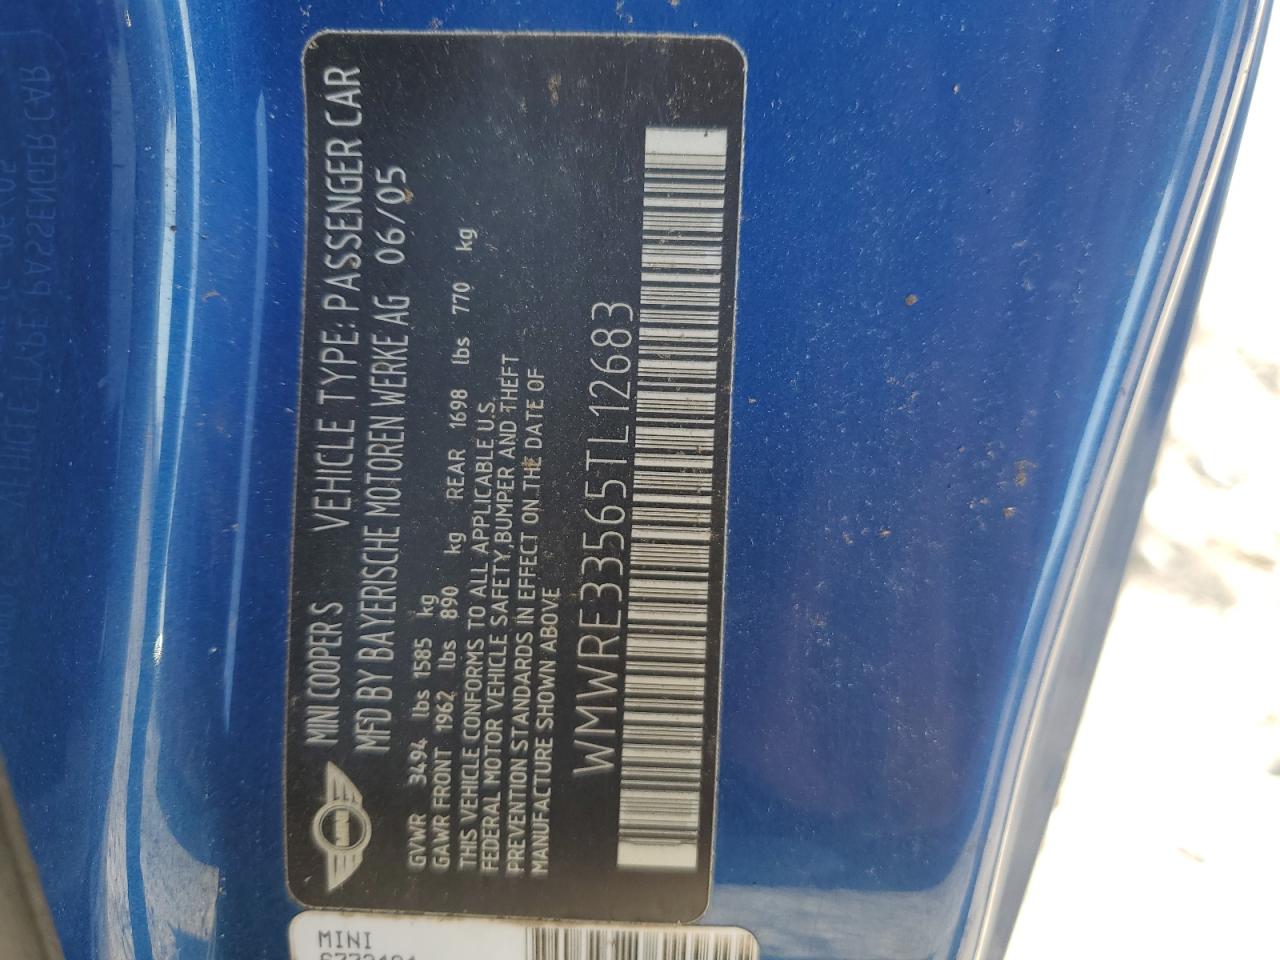 MINI COOPER S VEHICLE TYPE: PASSENGER CAR
MFD BY BAYERISCHE MOTOREN WERKE AG 06/05
MINI
GVWR 3494 lbs 1585 kg
GAWR FRONT 1962 lbs 890 kg REAR 1698 lbs 770 kg
THIS VEHICLE CONFORMS TO ALL APPLICABLE U.S.
FEDERAL MOTOR VEHICLE SAFETY,BUMPER AND THEFT
PREVENTION STANDARDS IN EFFECT ON THE DATE OF
MANUFACTURE SHOWN ABOVE
WMWRE33565TL12683
MINI